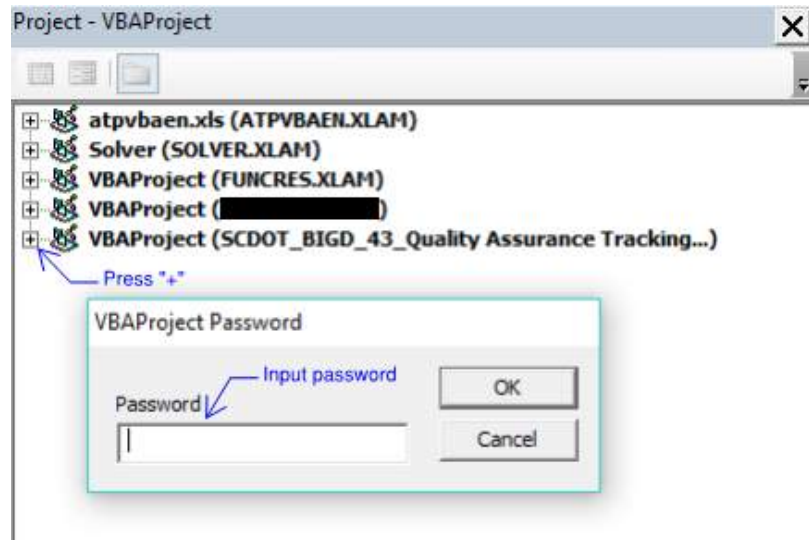 Project - VBAProject
atpvbaen.xls (ATPVBAEN.XLAM)
Solver (SOLVER.XLAM)
VBAProject (FUNCRES.XLAM)
VBAProject ( )
VBAProject (SCDOT_BIGD_43_Quality Assurance Tracking...)
Press "+"
VBAProject Password
Input password
Password
OK
Cancel